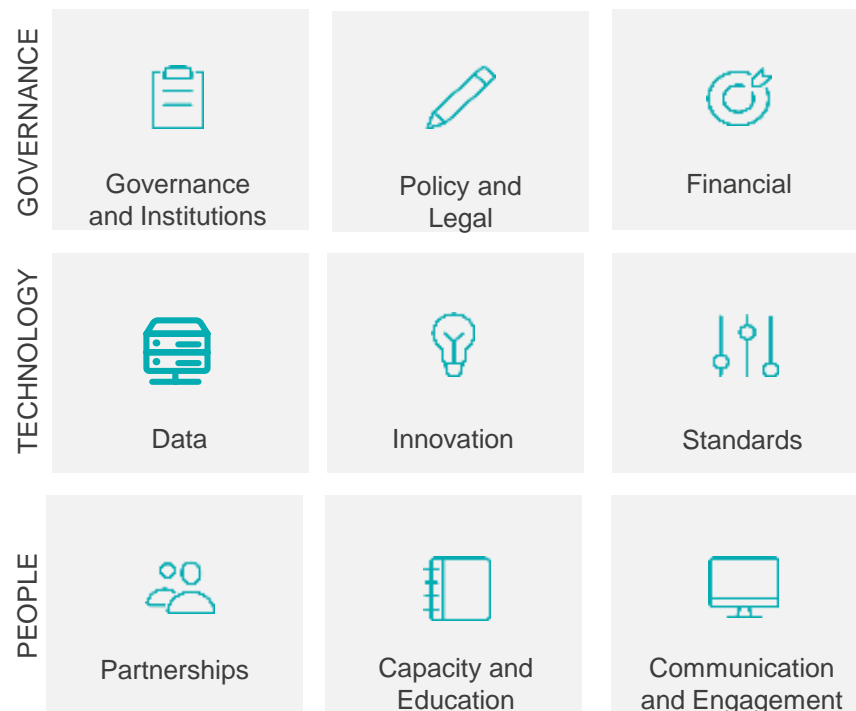 GOVERNANCE
Governance
and Institutions
Policy and
Legal
Financial
TECHNOLOGY
Data
Innovation
Standards
PEOPLE
Partnerships
Capacity and
Education
Communication
and Engagement